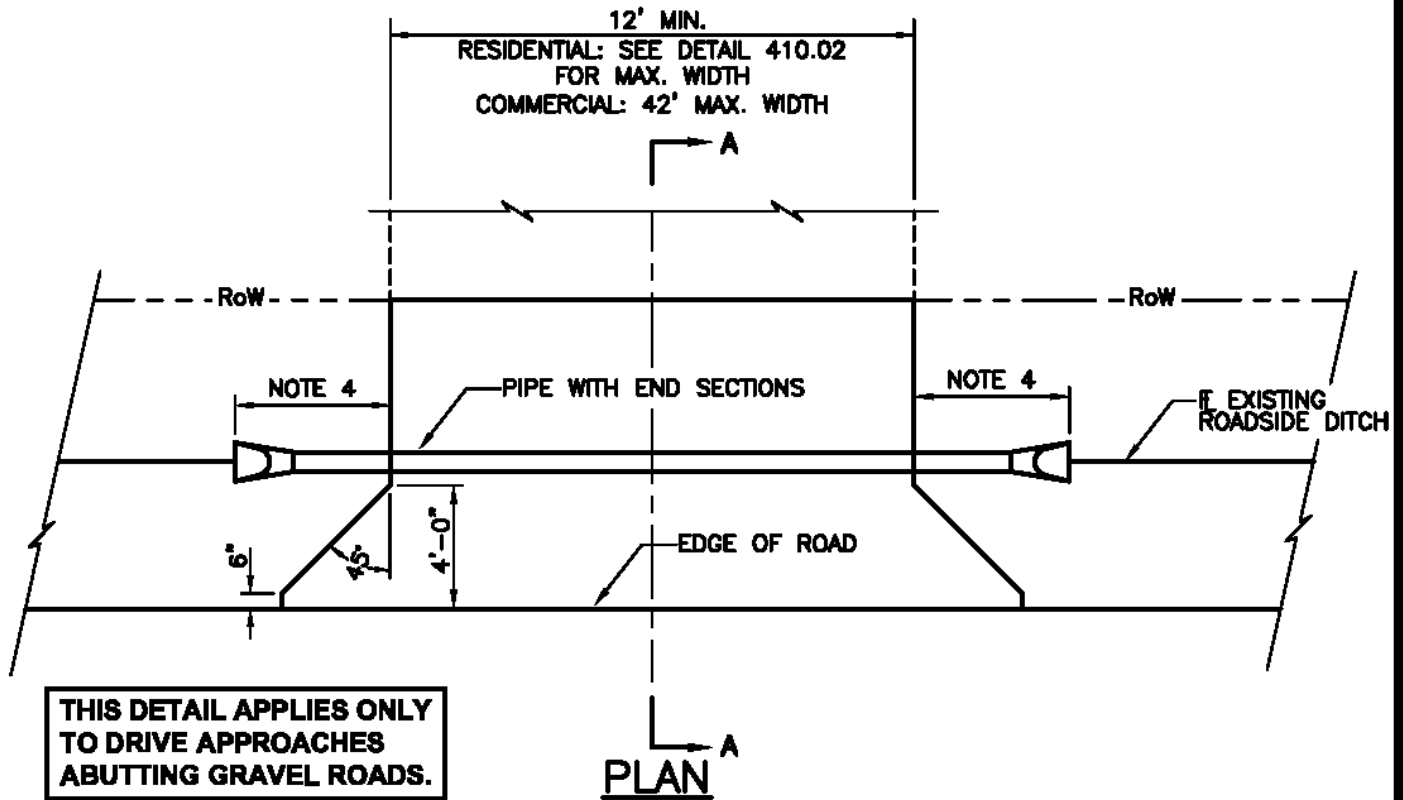 12' MIN.
RESIDENTIAL: SEE DETAIL 410.02
FOR MAX. WIDTH
COMMERCIAL: 42' MAX. WIDTH
A
RoW
RoW
NOTE 4
PIPE WITH END SECTIONS
NOTE 4
FL EXISTING
ROADSIDE DITCH
6"
45°
4'-0"
EDGE OF ROAD
THIS DETAIL APPLIES ONLY
TO DRIVE APPROACHES
ABUTTING GRAVEL ROADS.
A
PLAN